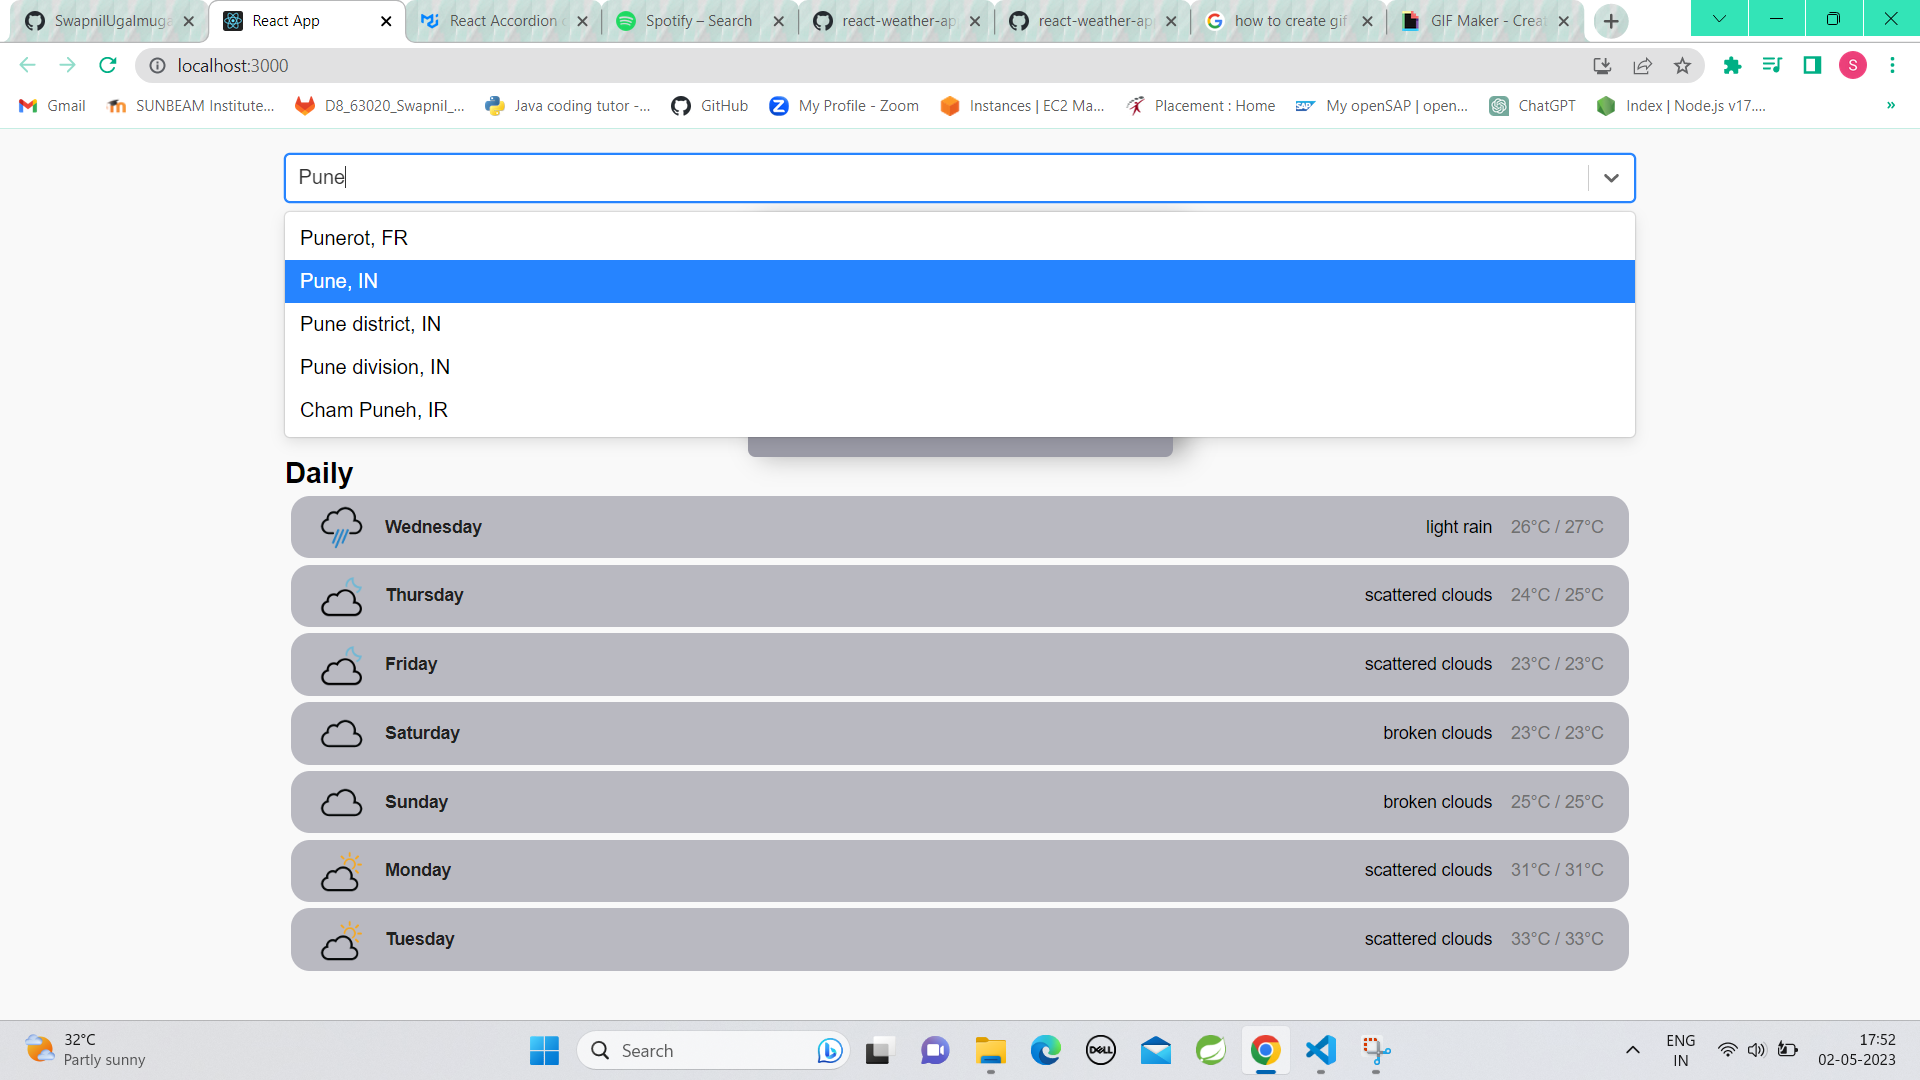 SwapnilUgalmuga
React App
React Accordion
Spotify – Search
react-weather-ap
react-weather-ap
how to create gif
GIF Maker - Creat
localhost:3000
S
Gmail
SUNBEAM Institute...
D8_63020_Swapnil_...
Java coding tutor -...
GitHub
My Profile - Zoom
Instances | EC2 Ma...
Placement : Home
My openSAP | open...
ChatGPT
Index | Node.js v17....
»
Pune
Punerot, FR
Pune, IN
Pune district, IN
Pune division, IN
Cham Puneh, IR
Daily
Wednesday light rain 26°C / 27°C
Thursday scattered clouds 24°C / 25°C
Friday scattered clouds 23°C / 23°C
Saturday broken clouds 23°C / 23°C
Sunday broken clouds 25°C / 25°C
Monday scattered clouds 31°C / 31°C
Tuesday scattered clouds 33°C / 33°C
32°C
Partly sunny
Search
DELL
ENG
IN
17:52
02-05-2023